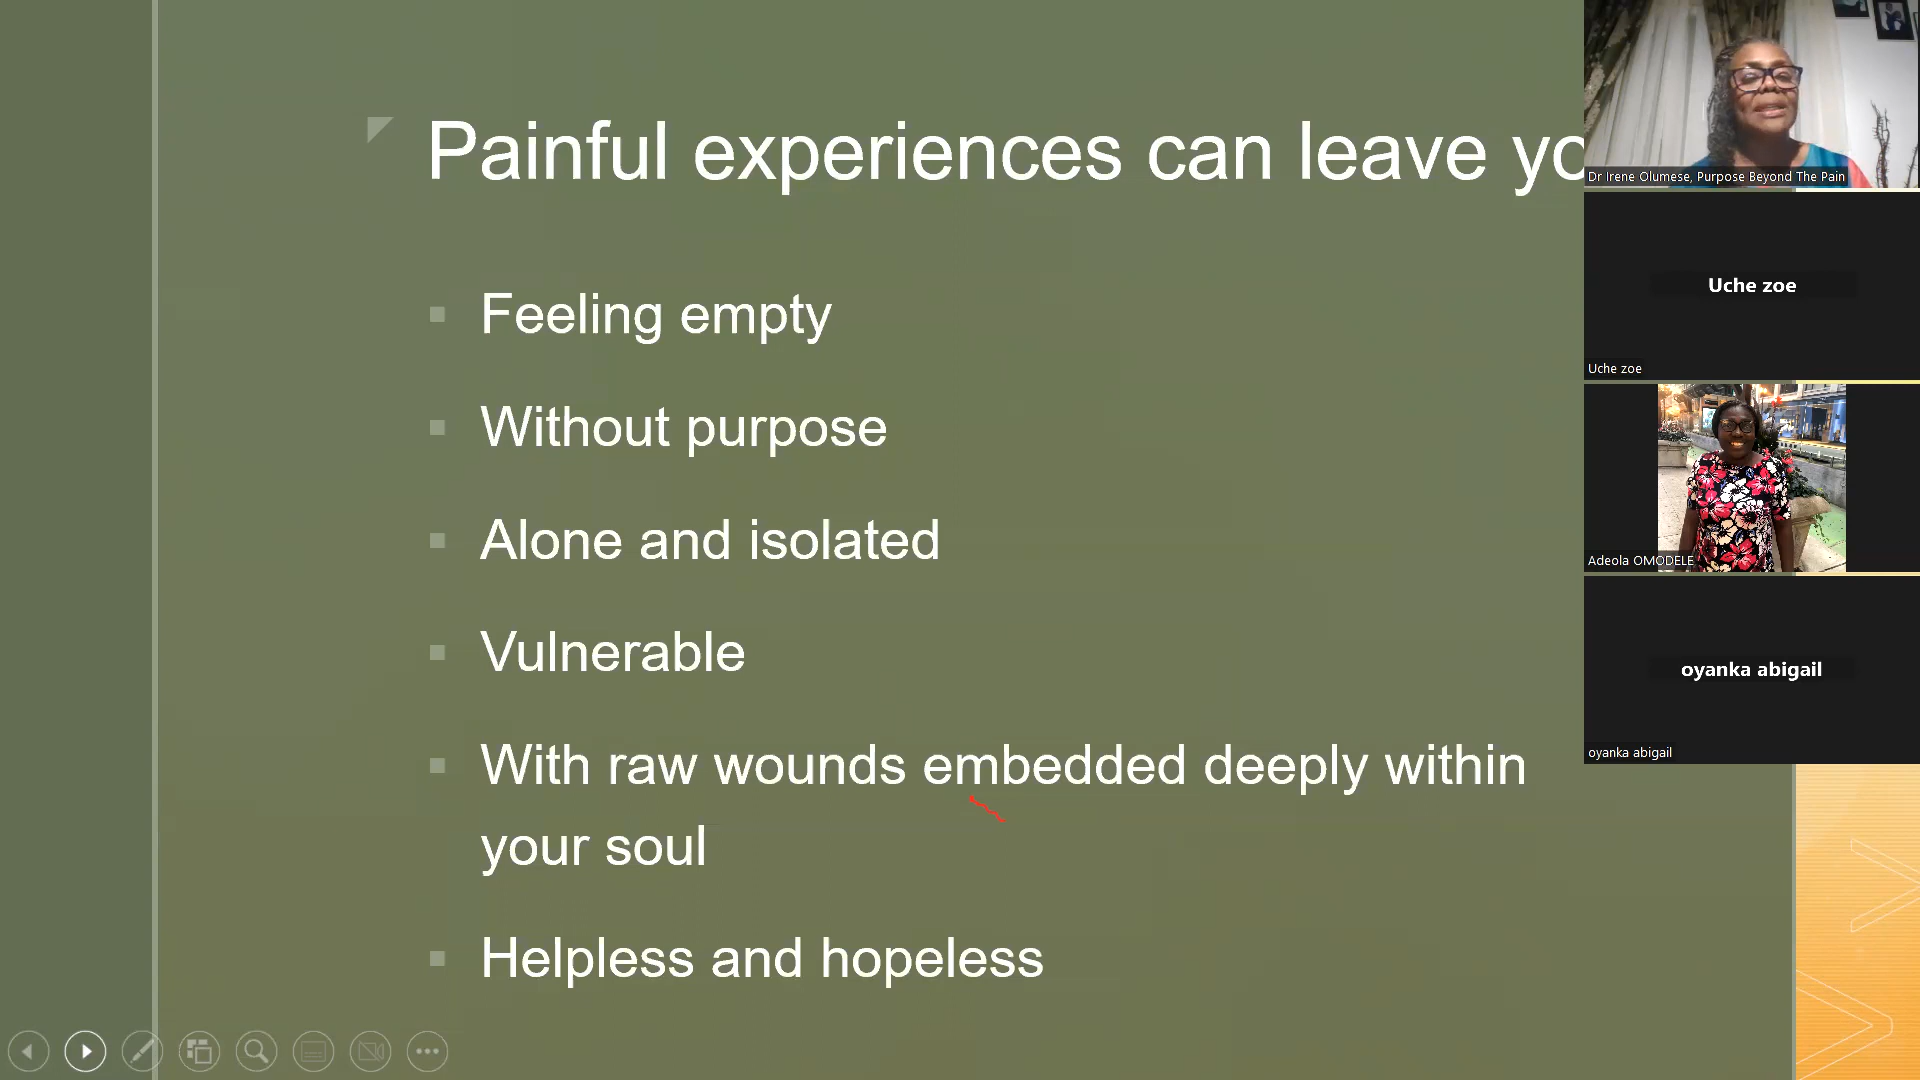 Painful experiences can leave yo
Feeling empty
Without purpose
Alone and isolated
Vulnerable
With raw wounds embedded deeply within
your soul
Helpless and hopeless
Dr Irene Olumese, Purpose Beyond The Pain
Uche zoe
Uche zoe
Adeola OMODELE
oyanka abigail
oyanka abigail